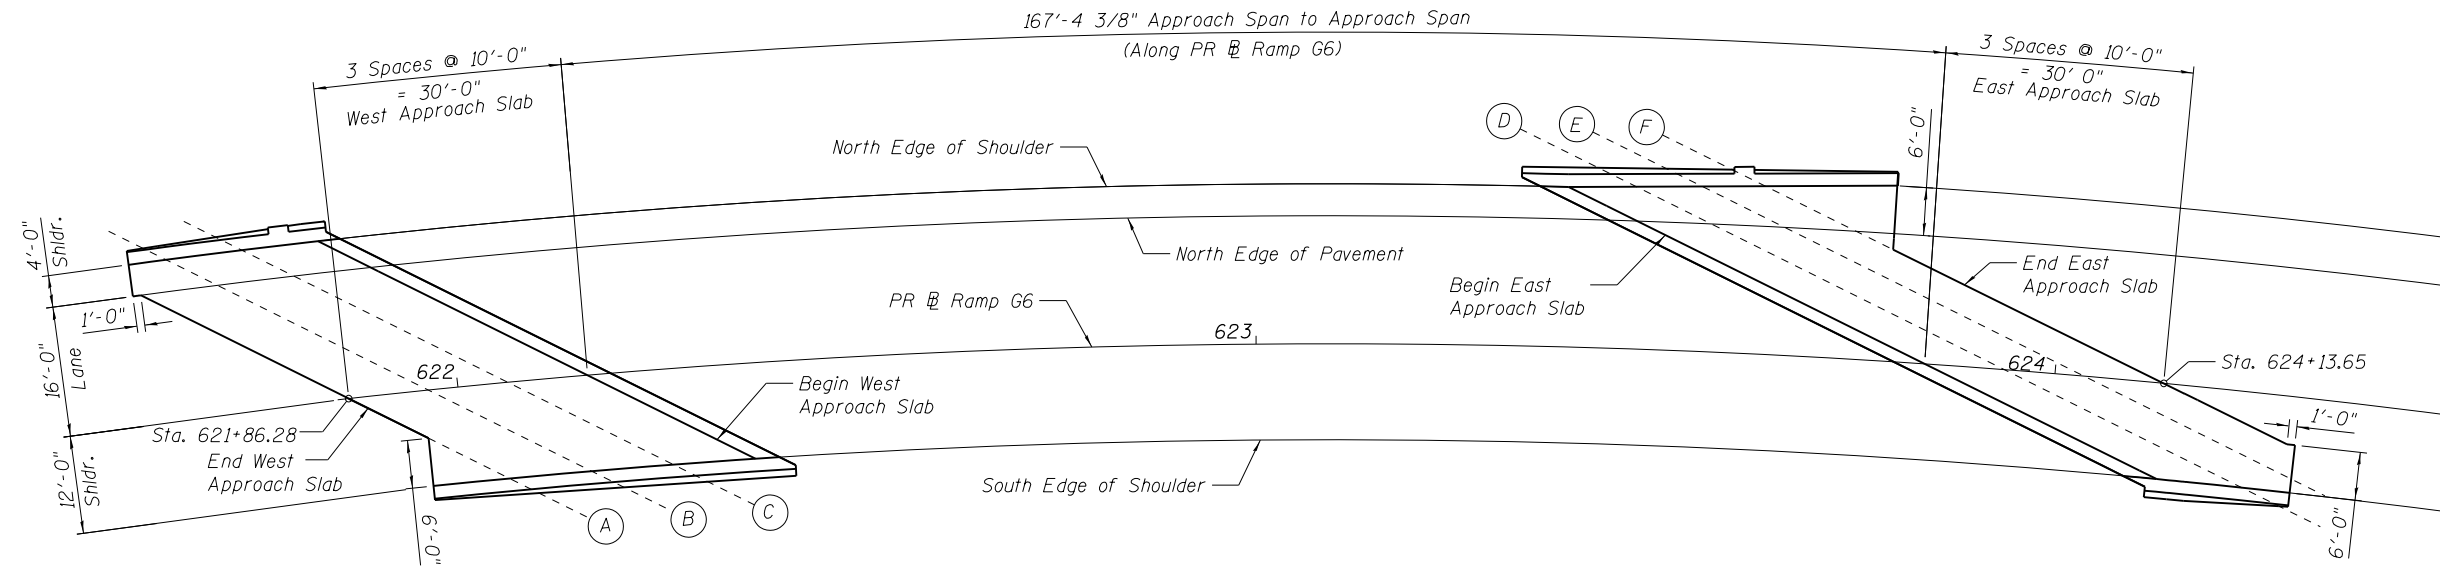 167'-4 3/8" Approach Span to Approach Span
(Along PR ℄ Ramp G6)
3 Spaces @ 10'-0"
= 30'-0"
West Approach Slab
3 Spaces @ 10'-0"
= 30' 0"
East Approach Slab
D
E
F
6'-0"
North Edge of Shoulder
North Edge of Pavement
4'-0"
Shldr.
1'-0"
16'-0"
Lane
12'-0"
Shldr.
PR ℄ Ramp G6
622
623
624
Begin East
Approach Slab
End East
Approach Slab
Sta. 624+13.65
1'-0"
Begin West
Approach Slab
Sta. 621+86.28
End West
Approach Slab
South Edge of Shoulder
A
B
C
6'-0"
6'-0"